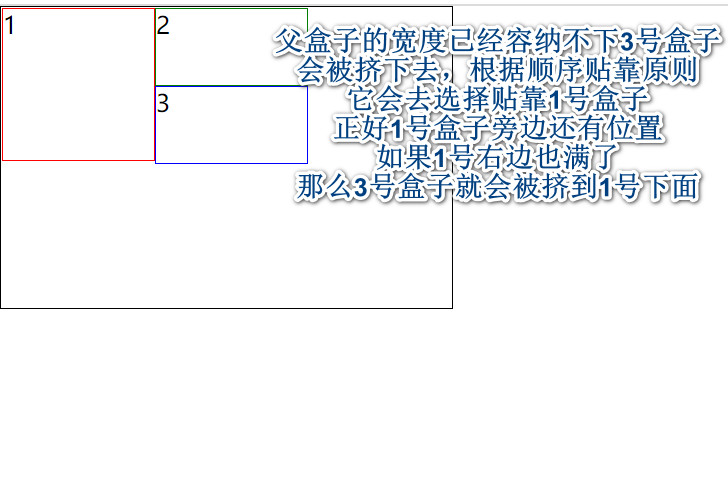 1
2
3
父盒子的宽度已经容纳不下3号盒子
会被挤下去，根据顺序贴靠原则
它会去选择贴靠1号盒子
正好1号盒子旁边还有位置
如果1号右边也满了
那么3号盒子就会被挤到1号下面